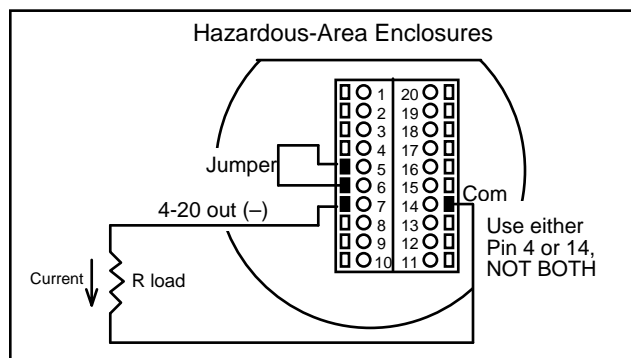 Hazardous-Area Enclosures
1 20
2 19
3 18
4 17
Jumper 5 16
6 15
Com
4-20 out (–) 7 14
8 13
9 12
10 11
Use either
Pin 4 or 14,
NOT BOTH
Current R load